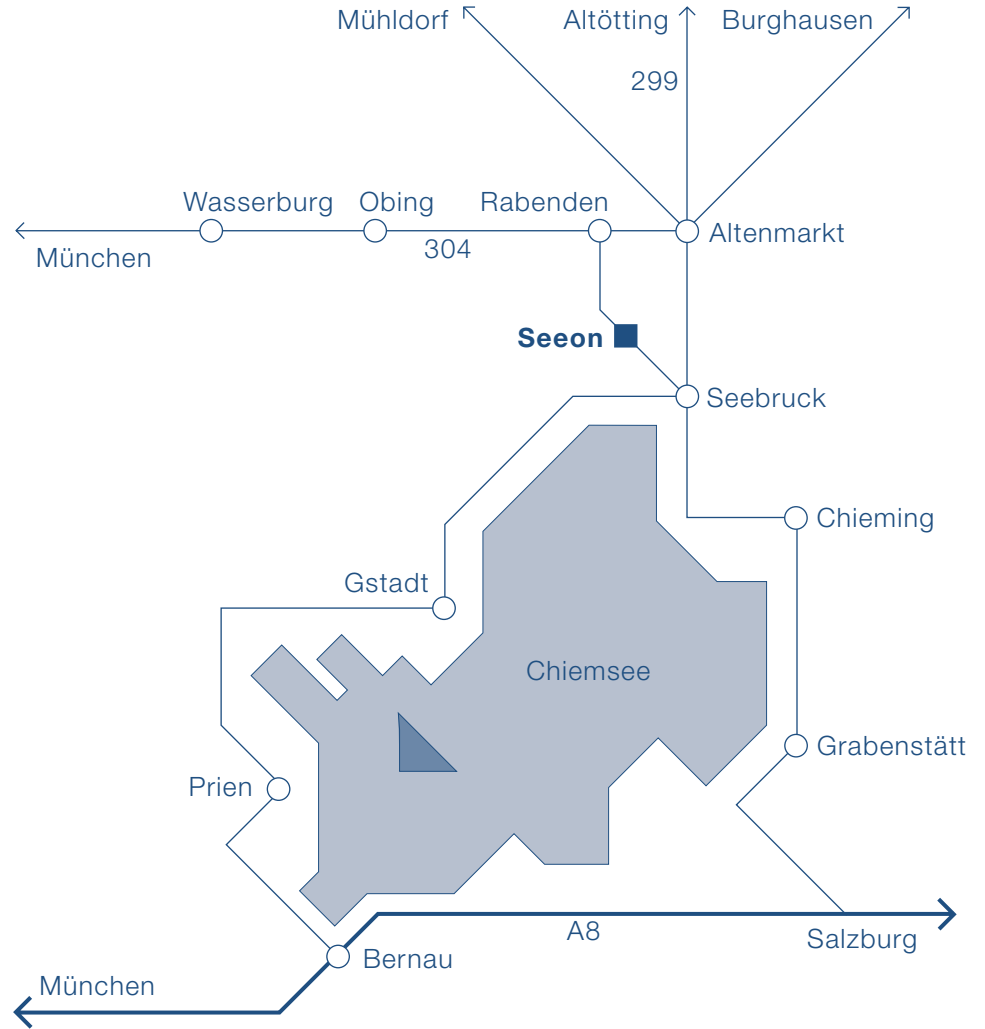 Mühldorf
Altötting
Burghausen
299
Wasserburg
Obing
Rabenden
Altenmarkt
304
München
Seeon
Seebruck
Chieming
Gstadt
Chiemsee
Grabenstätt
Prien
A8
Salzburg
Bernau
München